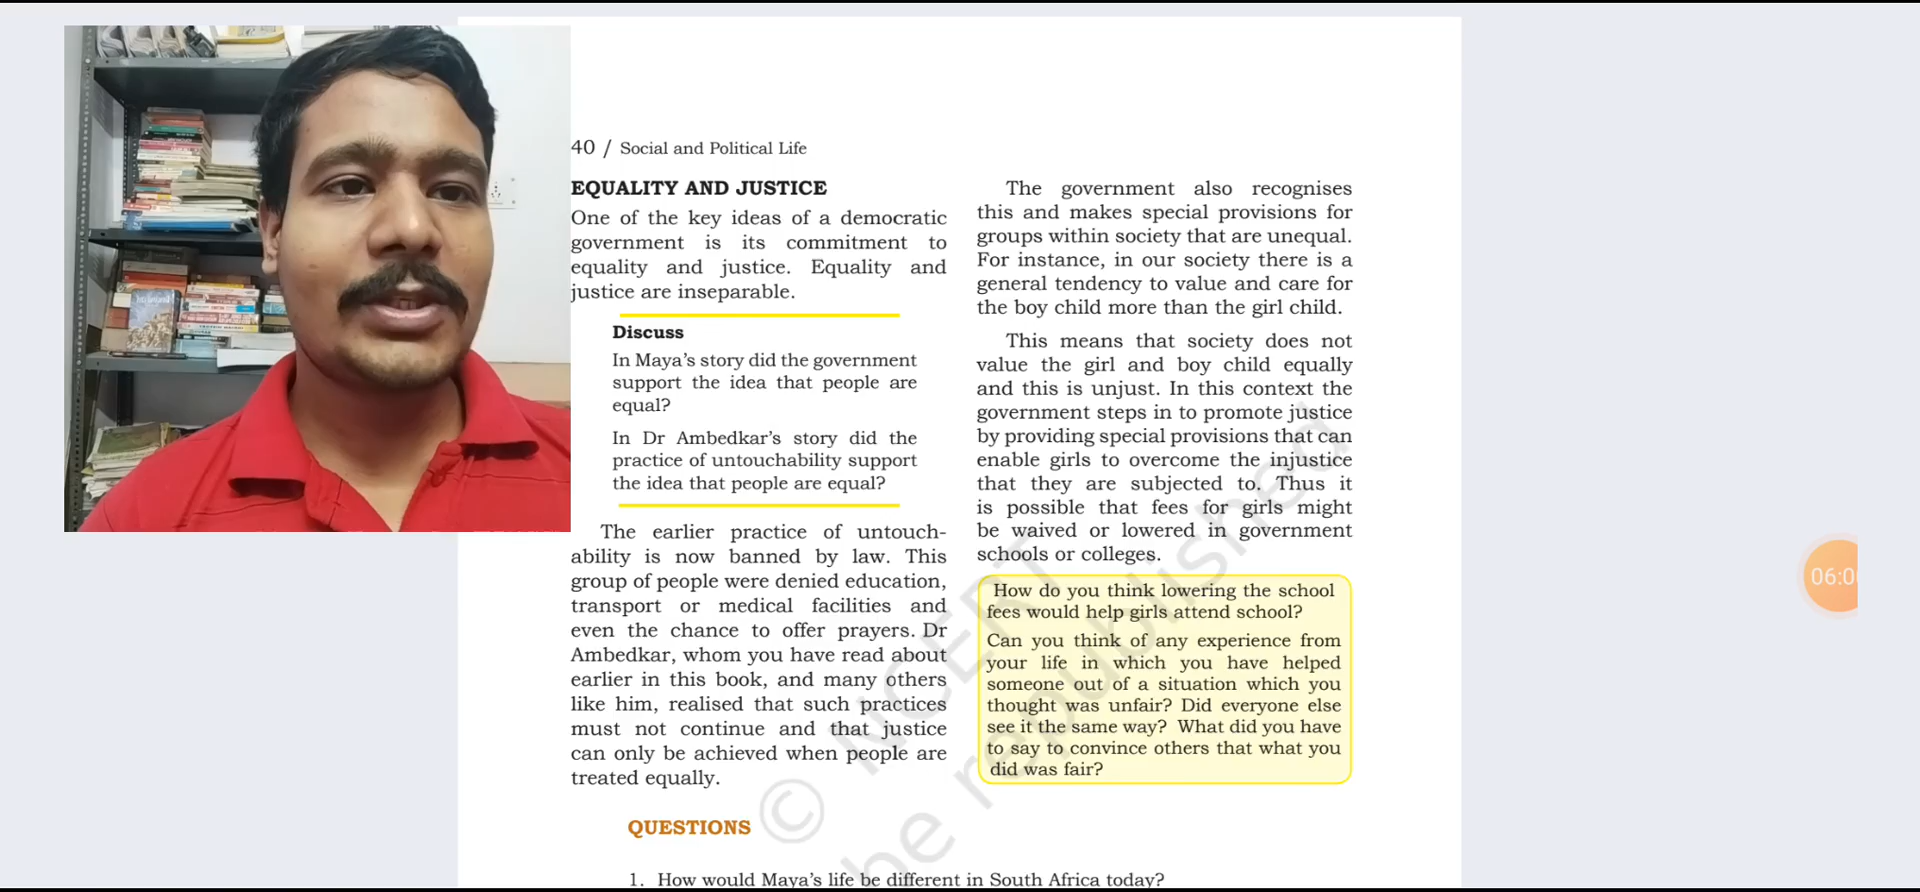 40 / Social and Political Life
EQUALITY AND JUSTICE
One of the key ideas of a democratic
government is its commitment to
equality and justice. Equality and
justice are inseparable.
Discuss
In Maya's story did the government
support the idea that people are
equal?
In Dr Ambedkar's story did the
practice of untouchability support
the idea that people are equal?
The earlier practice of untouch-
ability is now banned by law. This
group of people were denied education,
transport or medical facilities and
even the chance to offer prayers. Dr
Ambedkar, whom you have read about
earlier in this book, and many others
like him, realised that such practices
must not continue and that justice
can only be achieved when people are
treated equally.
The government also recognises
this and makes special provisions for
groups within society that are unequal.
For instance, in our society there is a
general tendency to value and care for
the boy child more than the girl child.
This means that society does not
value the girl and boy child equally
and this is unjust. In this context the
government steps in to promote justice
by providing special provisions that can
enable girls to overcome the injustice
that they are subjected to. Thus it
is possible that fees for girls might
be waived or lowered in government
schools or colleges.
How do you think lowering the school
fees would help girls attend school?
Can you think of any experience from
your life in which you have helped
someone out of a situation which you
thought was unfair? Did everyone else
see it the same way? What did you have
to say to convince others that what you
did was fair?
QUESTIONS
1. How would Maya's life be different in South Africa today?
© NCERT
be republished
06:0